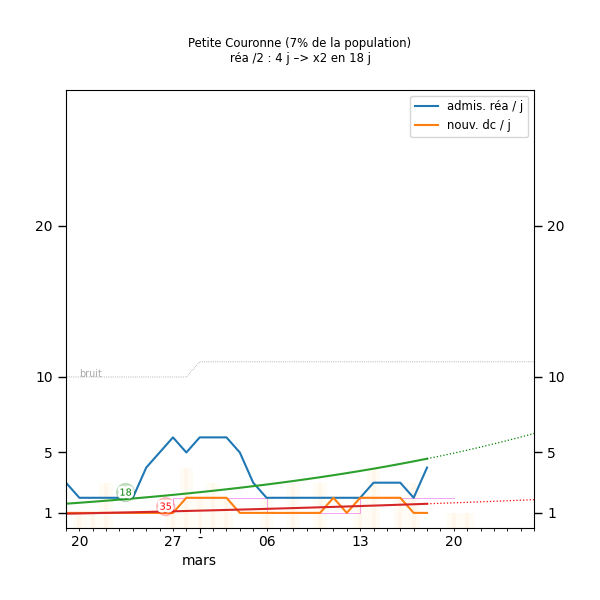 Petite Couronne (7% de la population)
réa /2 : 4 j –> x2 en 18 j
admis. réa / j
nouv. dc / j
20
20
bruit
10
10
5
5
18
35
1
1
20
27
-
06
13
20
mars